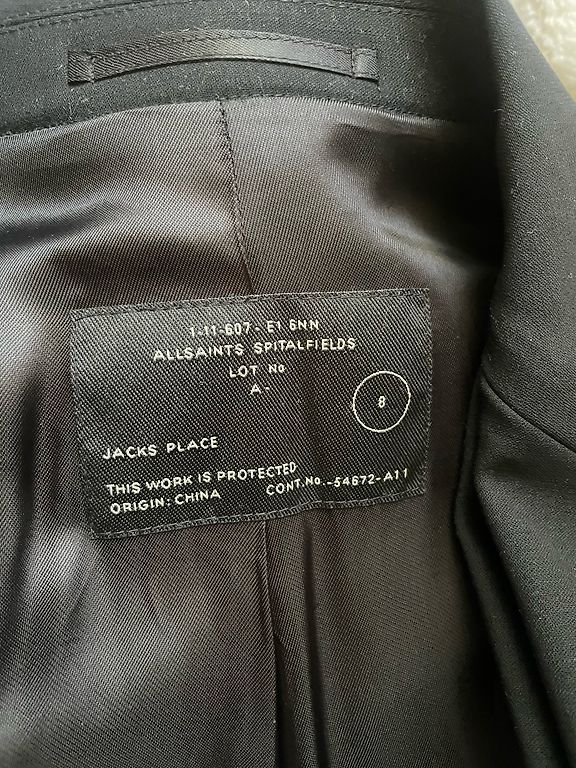 1-11-607- E1 6NN
ALLSAINTS SPITALFIELDS
LOT No
A-
8
JACKS PLACE
THIS WORK IS PROTECTED
ORIGIN: CHINA CONT.No.-54672-A11